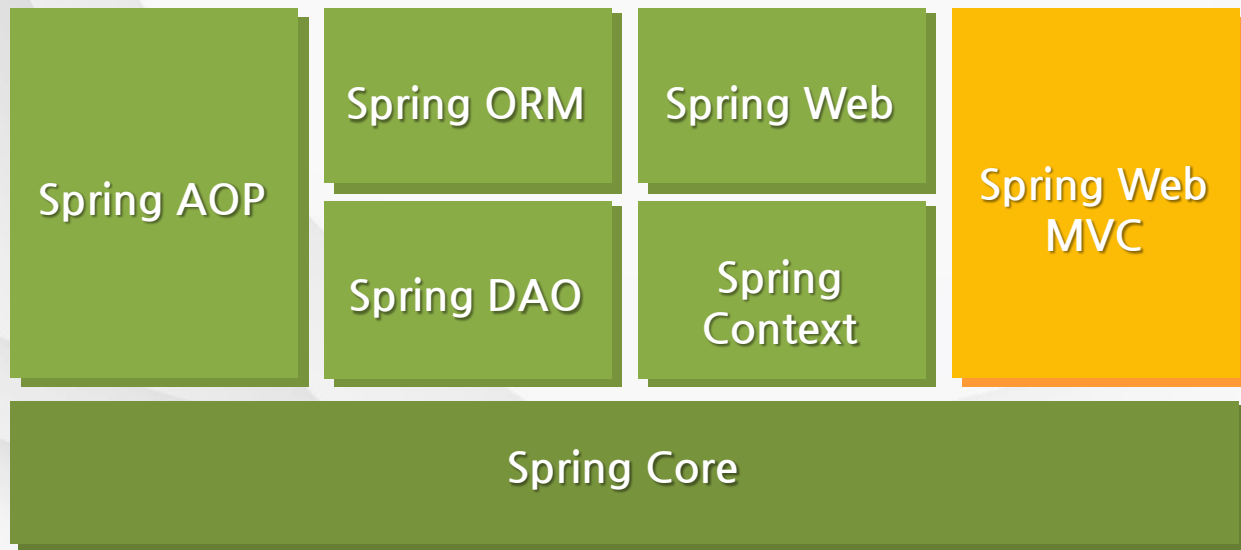 Spring AOP
Spring ORM
Spring DAO
Spring Web
Spring
Context
Spring Web
MVC
Spring Core